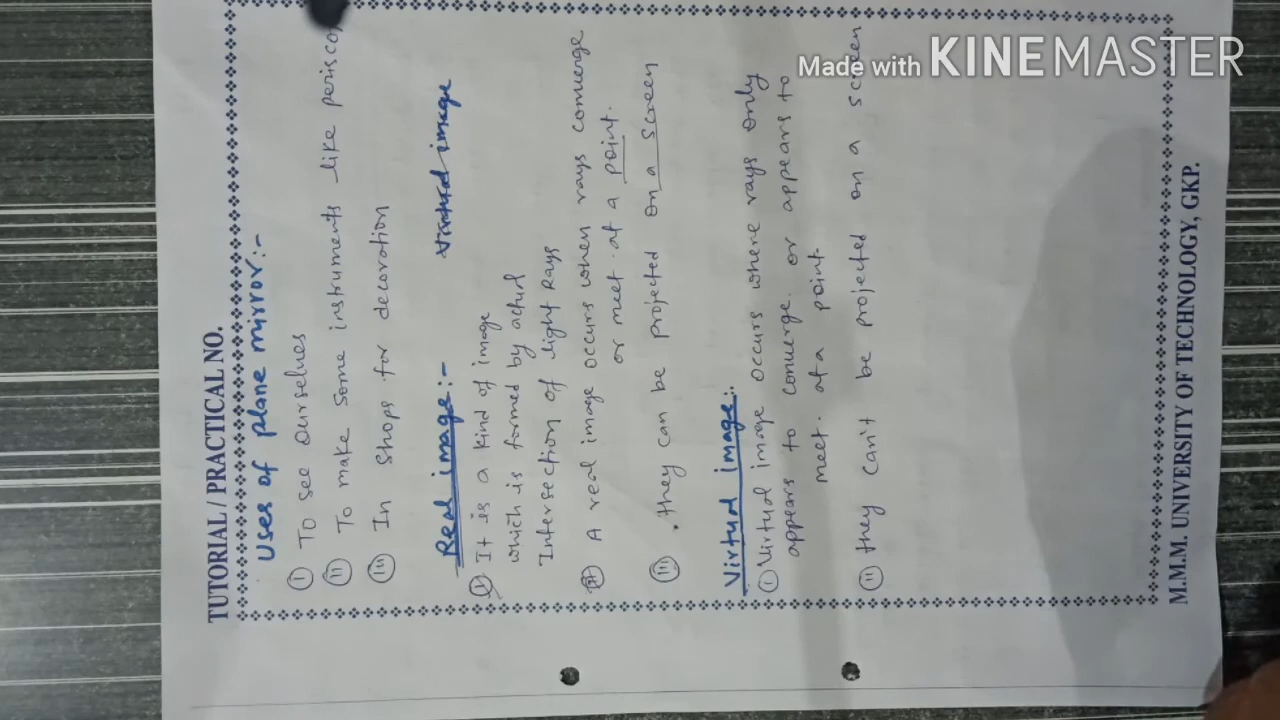 Made with KINEMASTER
TUTORIAL / PRACTICAL NO.
Uses of plane mirror:-
(i) To see ourselves
(ii) To make some instruments like
(iii) In shops for decoration
Real image:- virtual image
(i) It is a kind of image
which is formed by actual
Intersection of light Rays
(ii) A real image occurs when rays converge
or meet at a point.
(iii) they can be projected on a screen
Virtual image:
(i) Virtual image occurs where rays only
appears to converge or appears to
meet at a point.
(ii) they can't be projected on a screen
M.M.M. UNIVERSITY OF TECHNOLOGY, GKP.